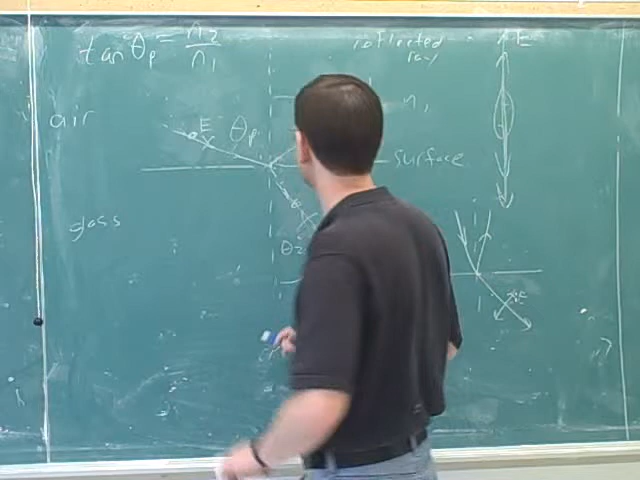 tan θp = n2/n1
reflected
ray
E
air
E
θp
n1
surface
glass
θ2
E